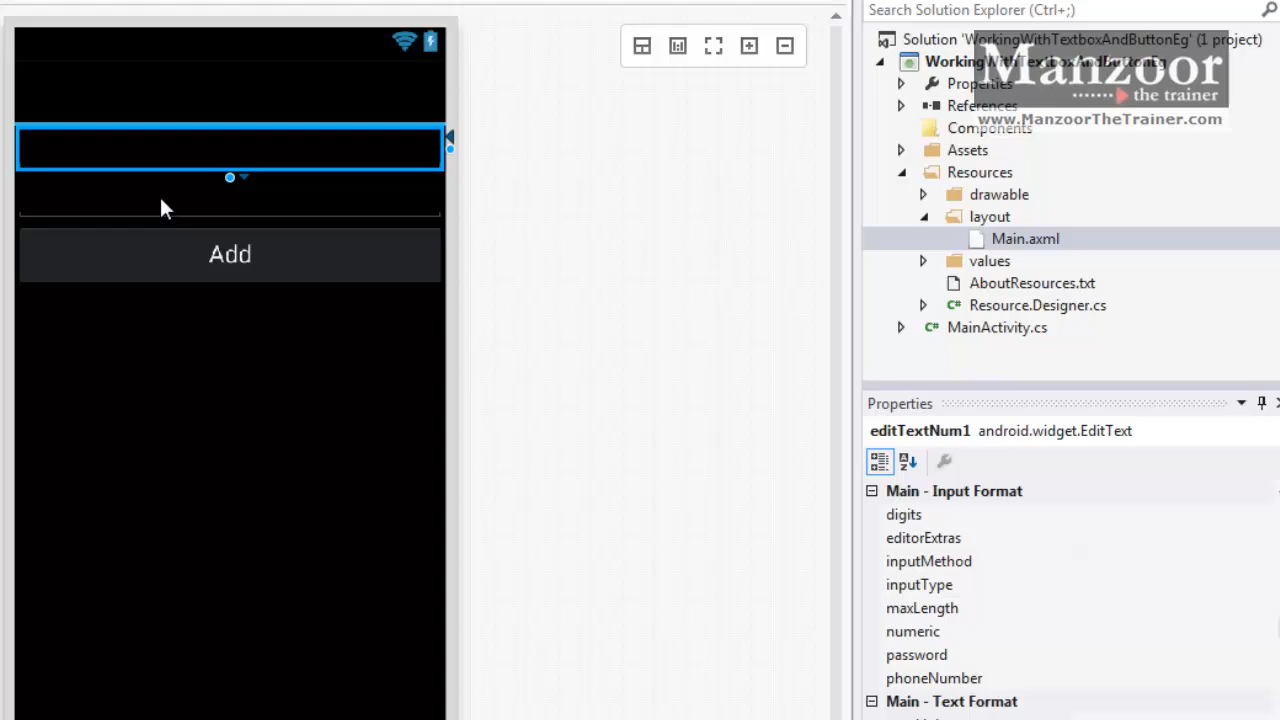 Search Solution Explorer (Ctrl+;)
Solution 'WorkingWithTextboxAndButtonEg' (1 project)
WorkingWithTextboxAndButtonEg
Manzoor
the trainer
www.ManzoorTheTrainer.com
Properties
References
Components
Assets
Resources
drawable
layout
Main.axml
values
AboutResources.txt
Resource.Designer.cs
MainActivity.cs
Add
Properties
editTextNum1 android.widget.EditText
Main - Input Format
digits
editorExtras
inputMethod
inputType
maxLength
numeric
password
phoneNumber
Main - Text Format